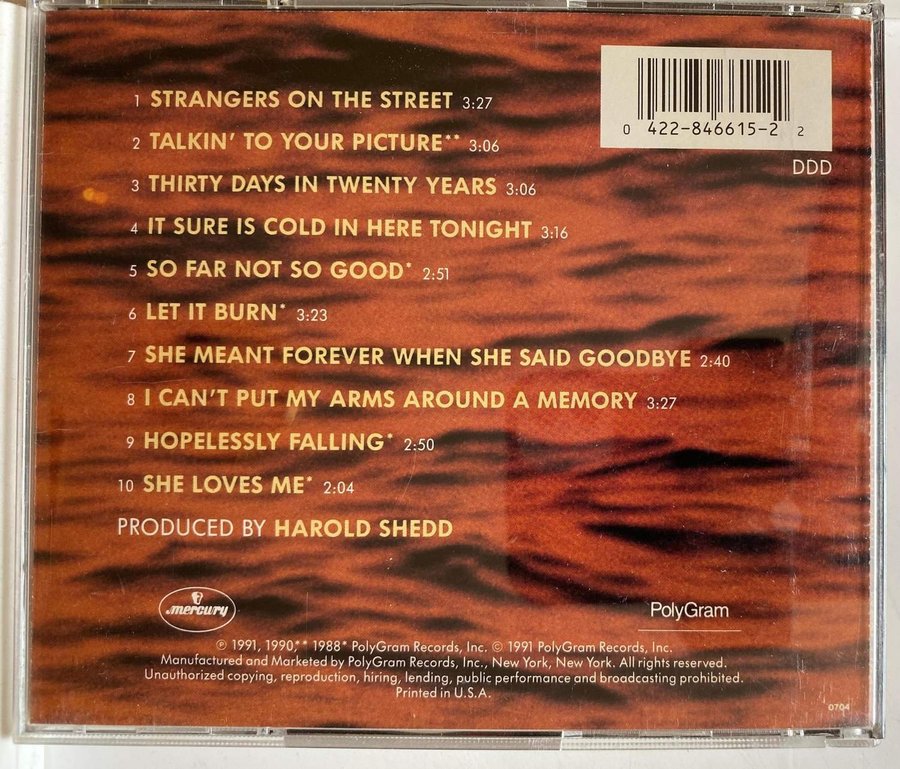 1 STRANGERS ON THE STREET 3:27
2 TALKIN' TO YOUR PICTURE** 3:06
3 THIRTY DAYS IN TWENTY YEARS 3:06
4 IT SURE IS COLD IN HERE TONIGHT 3:16
5 SO FAR NOT SO GOOD* 2:51
6 LET IT BURN* 3:23
7 SHE MEANT FOREVER WHEN SHE SAID GOODBYE 2:40
8 I CAN'T PUT MY ARMS AROUND A MEMORY 3:27
9 HOPELESSLY FALLING* 2:50
10 SHE LOVES ME* 2:04
PRODUCED BY HAROLD SHEDD
0 422-846615-2 2
DDD
mercury
PolyGram
℗ 1991, 1990,** 1988* PolyGram Records, Inc. © 1991 PolyGram Records, Inc.
Manufactured and Marketed by PolyGram Records, Inc., New York, New York. All rights reserved.
Unauthorized copying, reproduction, hiring, lending, public performance and broadcasting prohibited.
Printed in U.S.A.
0704